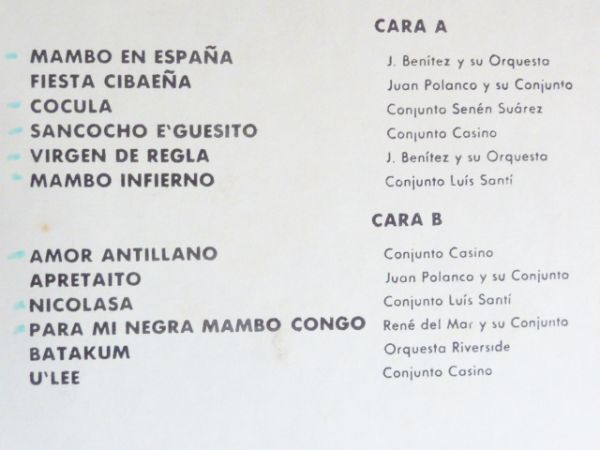 CARA A
MAMBO EN ESPAÑA J. Benítez y su Orquesta
FIESTA CIBAEÑA Juan Polanco y su Conjunto
COCULA Conjunto Senén Suárez
SANCOCHO E'GUESITO Conjunto Casino
VIRGEN DE REGLA J. Benítez y su Orquesta
MAMBO INFIERNO Conjunto Luís Santí
CARA B
AMOR ANTILLANO Conjunto Casino
APRETAITO Juan Polanco y su Conjunto
NICOLASA Conjunto Luís Santí
PARA MI NEGRA MAMBO CONGO René del Mar y su Conjunto
BATAKUM Orquesta Riverside
U'LEE Conjunto Casino